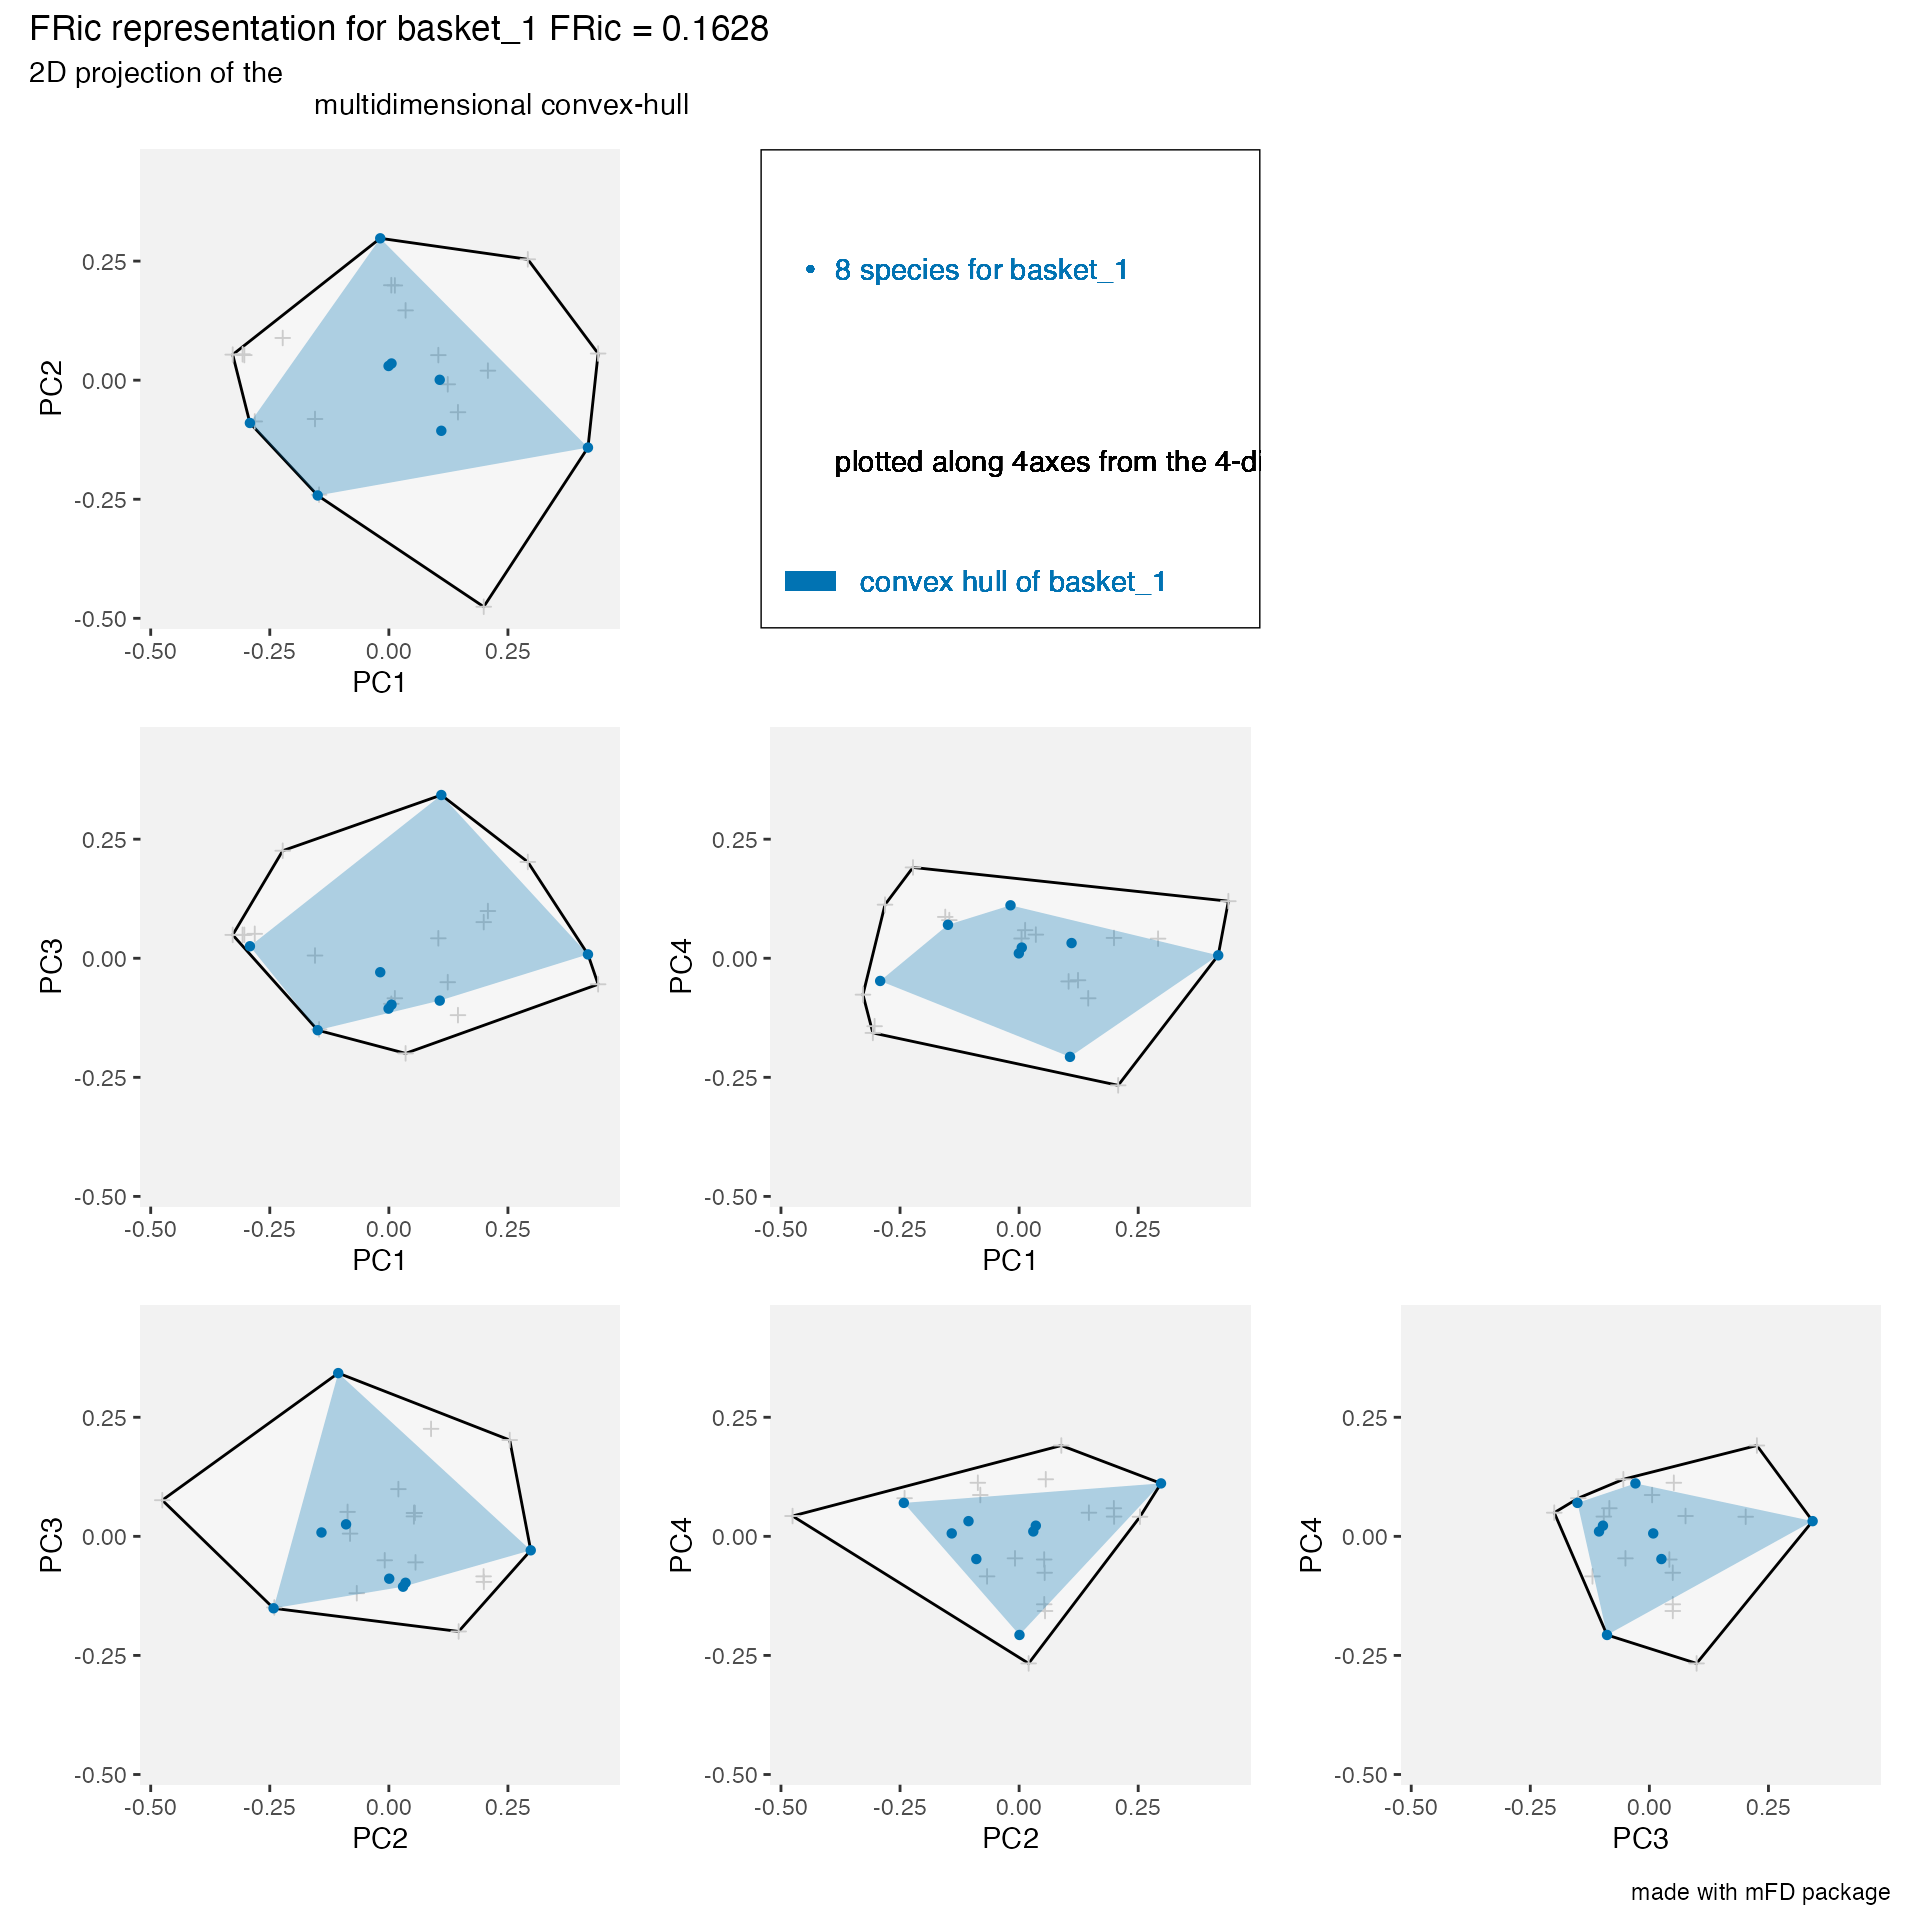 FRic representation for basket_1 FRic = 0.1628
2D projection of the
multidimensional convex-hull
0.25
0.00
-0.25
-0.50
PC2
-0.50 -0.25 0.00 0.25
PC1
8 species for basket_1
plotted along 4axes from the 4-di
convex hull of basket_1
0.25
0.00
-0.25
-0.50
PC3
-0.50 -0.25 0.00 0.25
PC1
0.25
0.00
-0.25
-0.50
PC4
-0.50 -0.25 0.00 0.25
PC1
0.25
0.00
-0.25
-0.50
PC3
-0.50 -0.25 0.00 0.25
PC2
0.25
0.00
-0.25
-0.50
PC4
-0.50 -0.25 0.00 0.25
PC2
0.25
0.00
-0.25
-0.50
PC4
-0.50 -0.25 0.00 0.25
PC3
made with mFD package